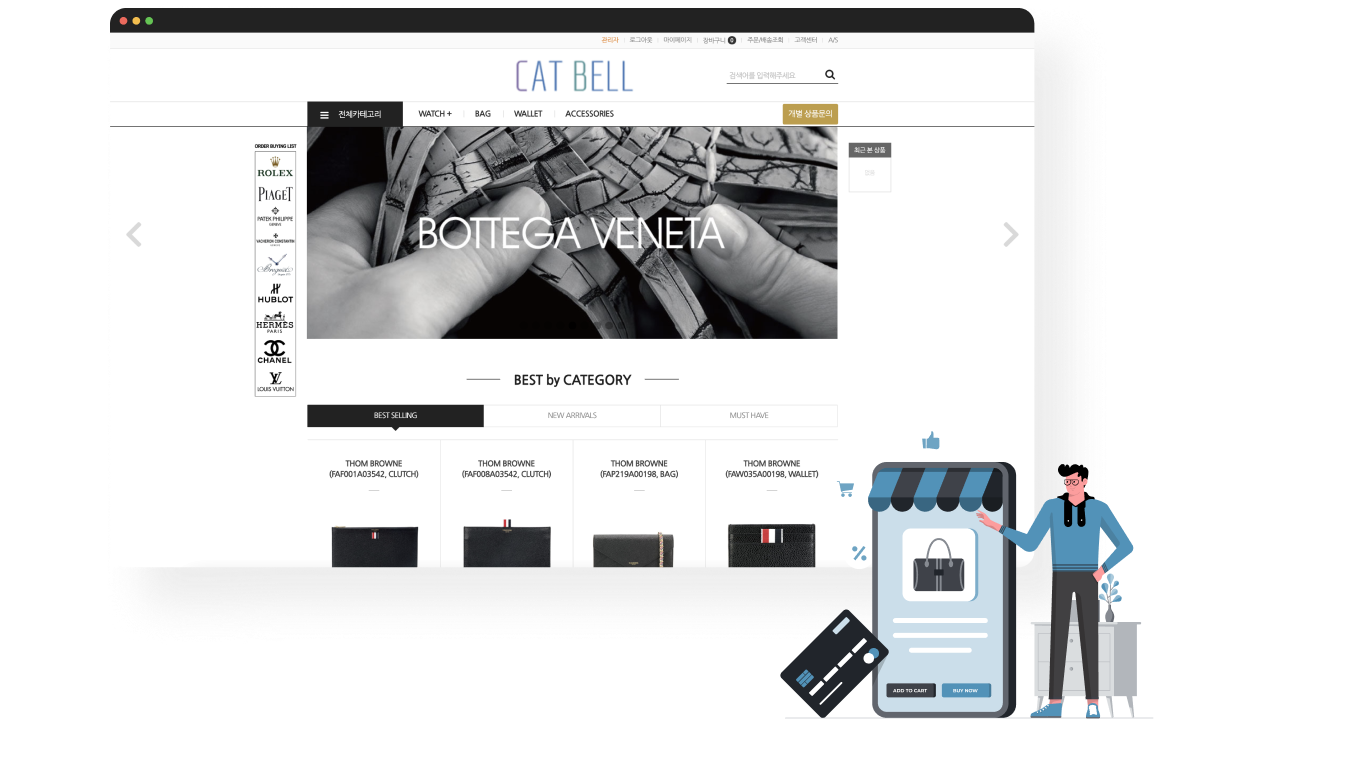 관리자 로그아웃 마이페이지 장바구니 0 주문/배송조회 고객센터 A/S
CAT BELL
검색어를 입력해주세요
전체카테고리 WATCH + BAG WALLET ACCESSORIES 개별 상품문의
ORDER BUYING LIST
ROLEX
PIAGET
PATEK PHILIPPE
GENEVE
VACHERON CONSTANTIN
Breguet
HUBLOT
HERMÈS
PARIS
CHANEL
LOUIS VUITTON
BOTTEGA VENETA
최근 본 상품
없음
BEST by CATEGORY
BEST SELLING NEW ARRIVALS MUST HAVE
THOM BROWNE
(FAF001A03542, CLUTCH)
THOM BROWNE
(FAF008A03542, CLUTCH)
THOM BROWNE
(FAP219A00198, BAG)
THOM BROWNE
(FAW035A00198, WALLET)
ADD TO CART BUY NOW